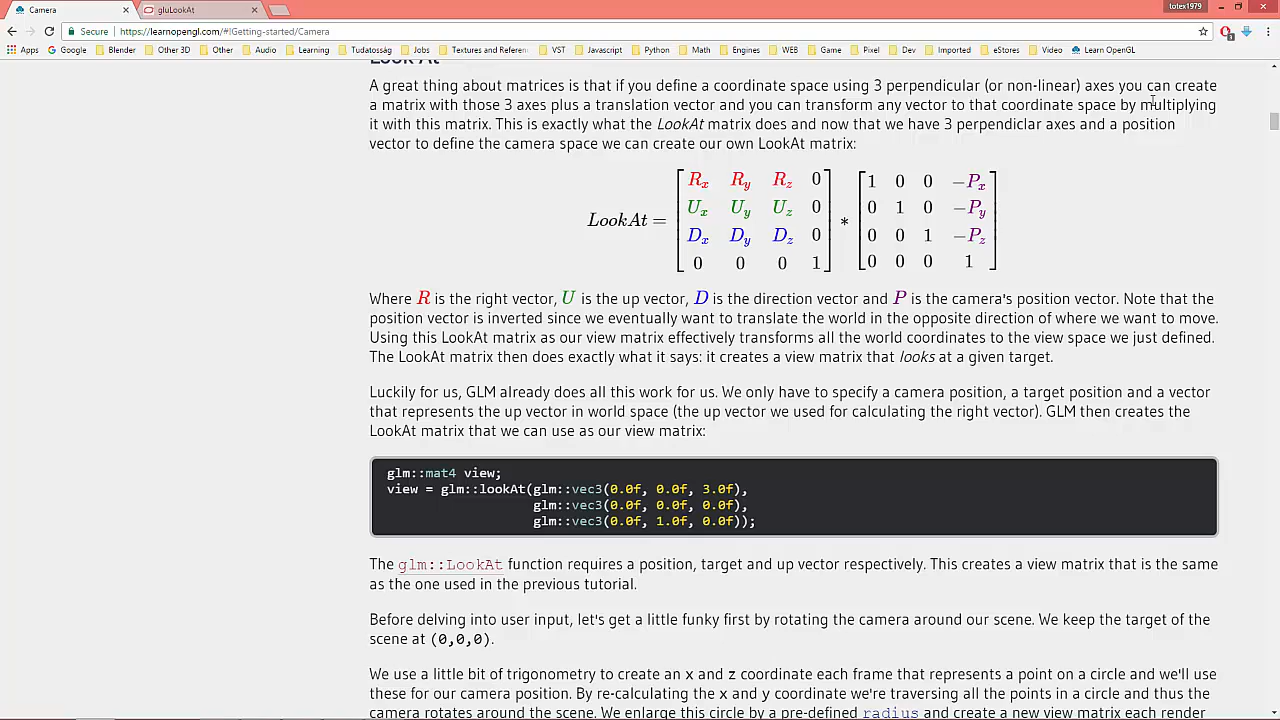 Camera
gluLookAt
totex1979
Secure
https://learnopengl.com/#!Getting-started/Camera
Apps
Google
Blender
Other 3D
Other
Audio
Learning
Tudatosság
Jobs
Textures and Referen
VST
Javascript
Python
Math
Engines
WEB
Game
Pixel
Dev
Imported
eStores
Video
Learn OpenGL
Look At
A great thing about matrices is that if you define a coordinate space using 3 perpendicular (or non-linear) axes you can create
a matrix with those 3 axes plus a translation vector and you can transform any vector to that coordinate space by multiplying
it with this matrix. This is exactly what the LookAt matrix does and now that we have 3 perpendiclar axes and a position
vector to define the camera space we can create our own LookAt matrix:
Rx Ry Rz 0 1 0 0 −Px
Ux Uy Uz 0 0 1 0 −Py
LookAt = *
Dx Dy Dz 0 0 0 1 −Pz
0 0 0 1 0 0 0 1
Where R is the right vector, U is the up vector, D is the direction vector and P is the camera's position vector. Note that the
position vector is inverted since we eventually want to translate the world in the opposite direction of where we want to move.
Using this LookAt matrix as our view matrix effectively transforms all the world coordinates to the view space we just defined.
The LookAt matrix then does exactly what it says: it creates a view matrix that looks at a given target.
Luckily for us, GLM already does all this work for us. We only have to specify a camera position, a target position and a vector
that represents the up vector in world space (the up vector we used for calculating the right vector). GLM then creates the
LookAt matrix that we can use as our view matrix:
glm::mat4 view;
view = glm::lookAt(glm::vec3(0.0f, 0.0f, 3.0f),
glm::vec3(0.0f, 0.0f, 0.0f),
glm::vec3(0.0f, 1.0f, 0.0f));
The glm::LookAt function requires a position, target and up vector respectively. This creates a view matrix that is the same
as the one used in the previous tutorial.
Before delving into user input, let's get a little funky first by rotating the camera around our scene. We keep the target of the
scene at (0,0,0).
We use a little bit of trigonometry to create an x and z coordinate each frame that represents a point on a circle and we'll use
these for our camera position. By re-calculating the x and y coordinate we're traversing all the points in a circle and thus the
camera rotates around the scene. We enlarge this circle by a pre-defined radius and create a new view matrix each render